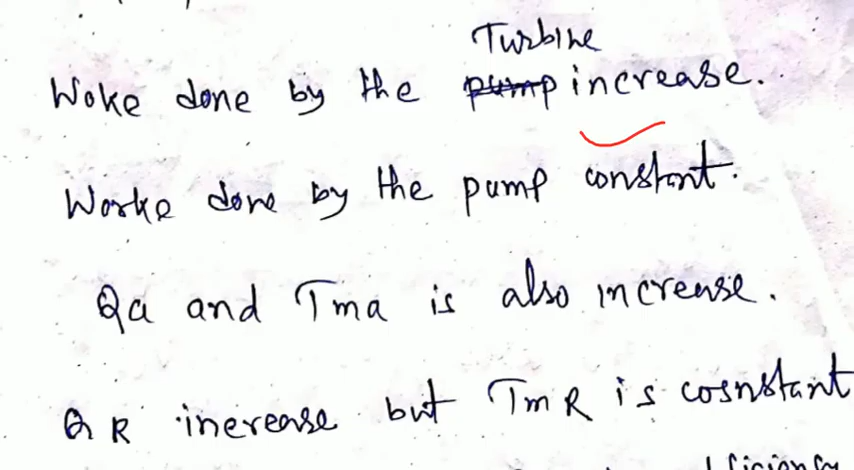 Turbine
Woke done by the pump increase.
Worke done by the pump constant.
Qa and Tma is also increase.
QR increase but TmR is cosnstant